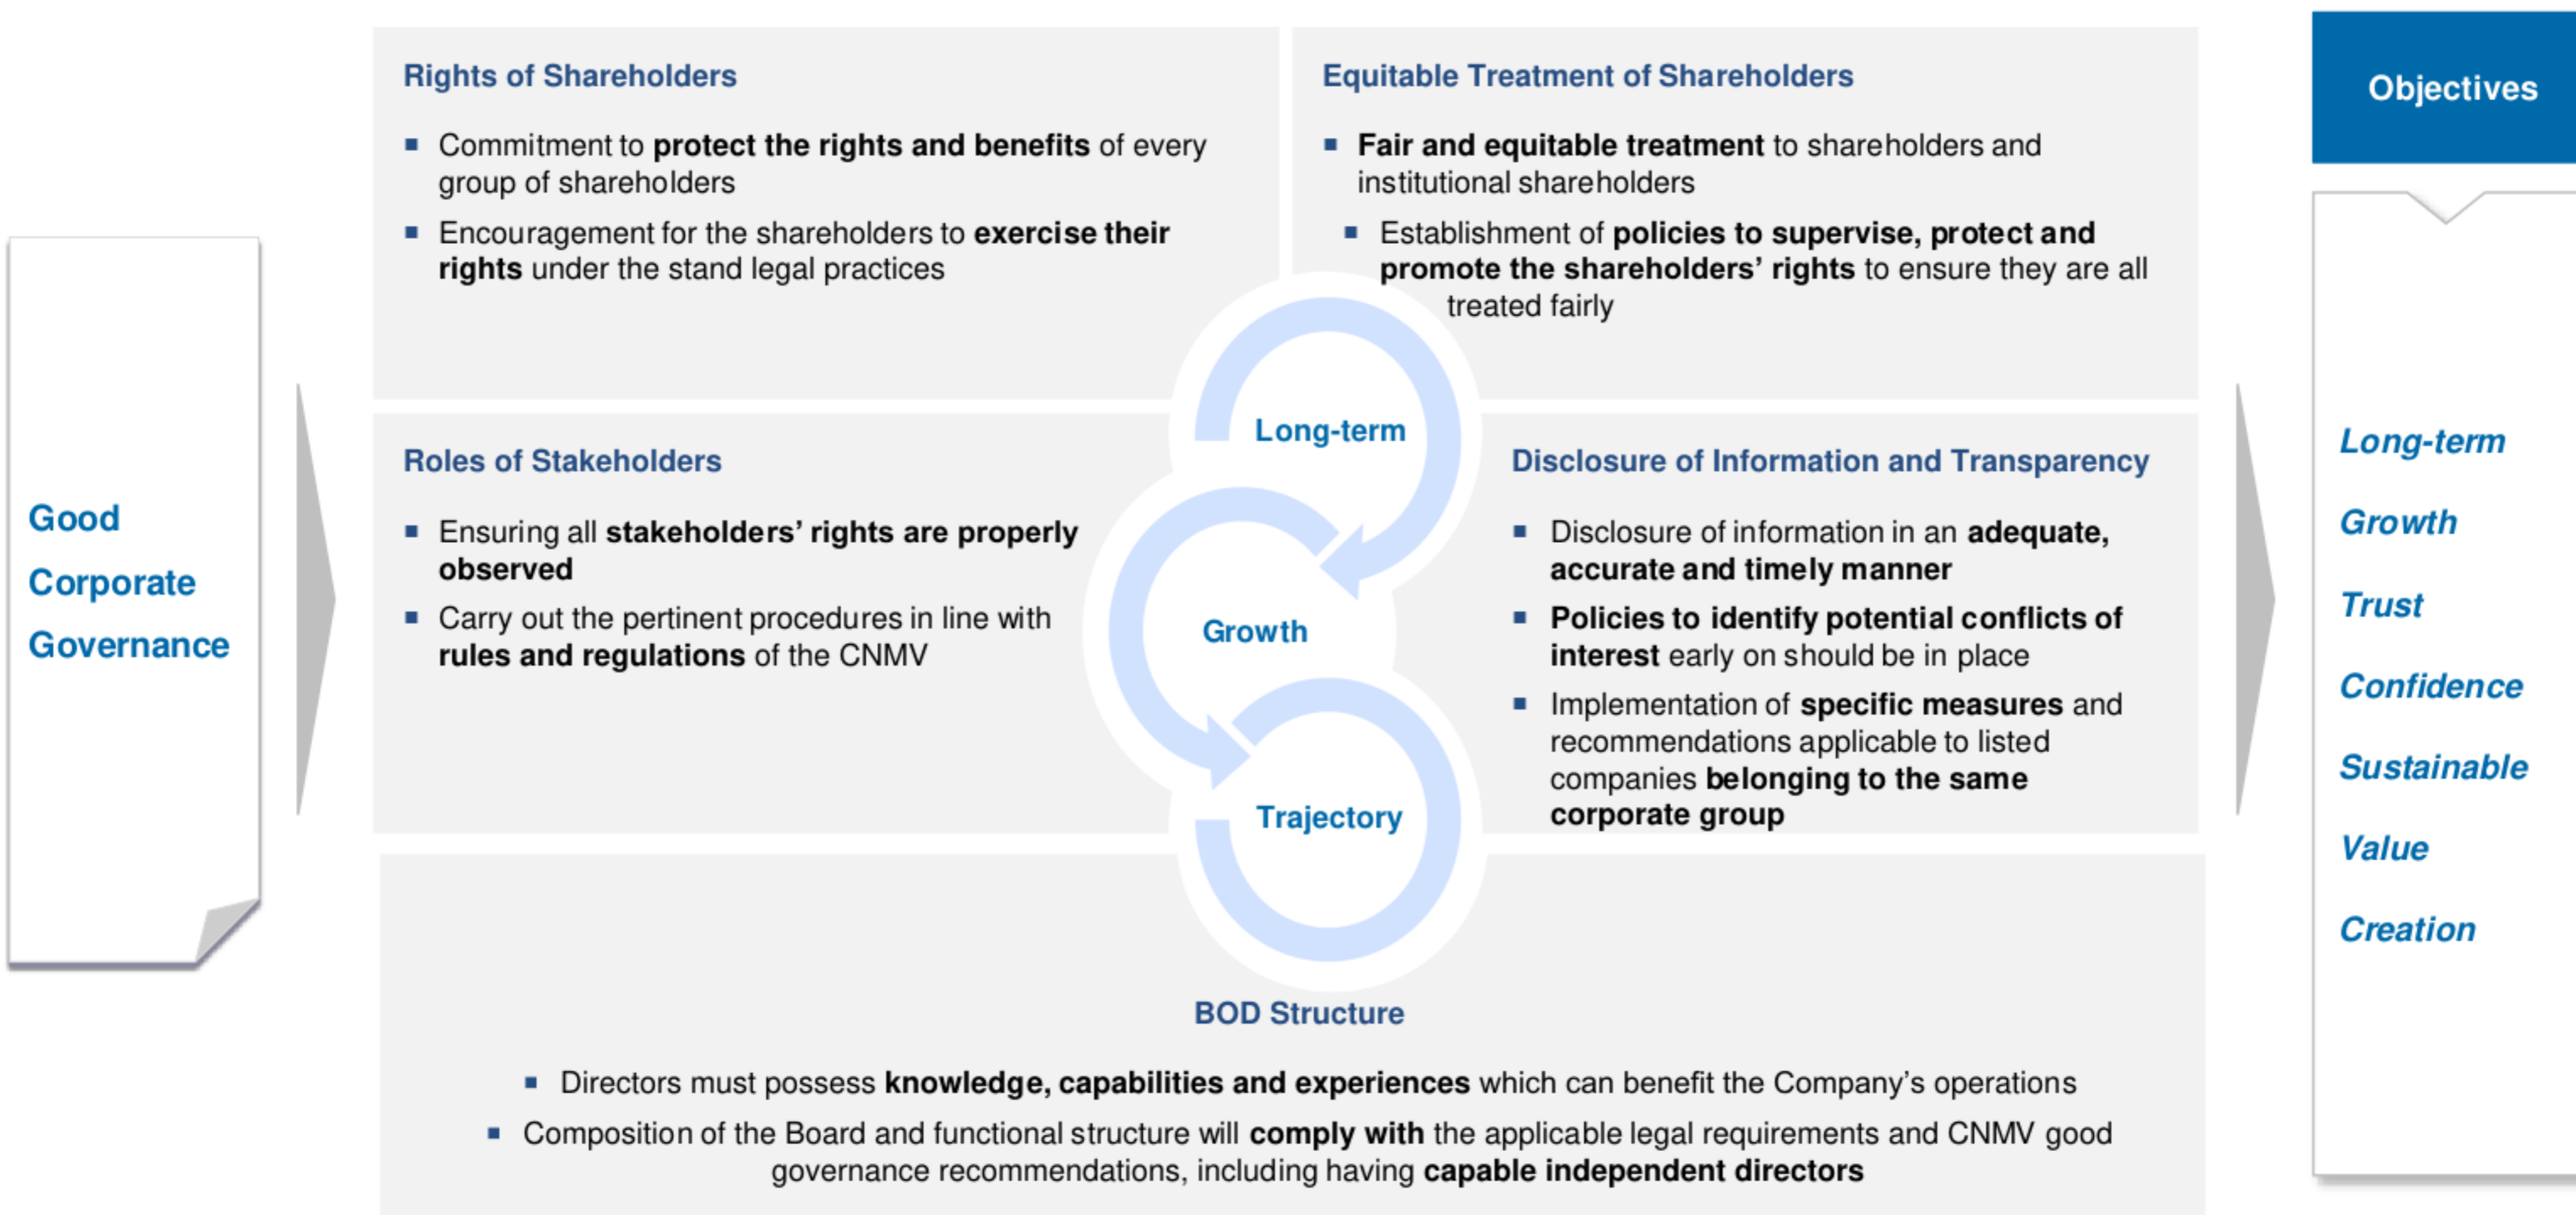 Good
Corporate
Governance
Rights of Shareholders
▪ Commitment to protect the rights and benefits of every
group of shareholders
▪ Encouragement for the shareholders to exercise their
rights under the stand legal practices
Equitable Treatment of Shareholders
▪ Fair and equitable treatment to shareholders and
institutional shareholders
▪ Establishment of policies to supervise, protect and
promote the shareholders’ rights to ensure they are all
treated fairly
Roles of Stakeholders
▪ Ensuring all stakeholders’ rights are properly
observed
▪ Carry out the pertinent procedures in line with
rules and regulations of the CNMV
Long-term
Growth
Trajectory
Disclosure of Information and Transparency
▪ Disclosure of information in an adequate,
accurate and timely manner
▪ Policies to identify potential conflicts of
interest early on should be in place
▪ Implementation of specific measures and
recommendations applicable to listed
companies belonging to the same
corporate group
BOD Structure
▪ Directors must possess knowledge, capabilities and experiences which can benefit the Company’s operations
▪ Composition of the Board and functional structure will comply with the applicable legal requirements and CNMV good
governance recommendations, including having capable independent directors
Objectives
Long-term
Growth
Trust
Confidence
Sustainable
Value
Creation